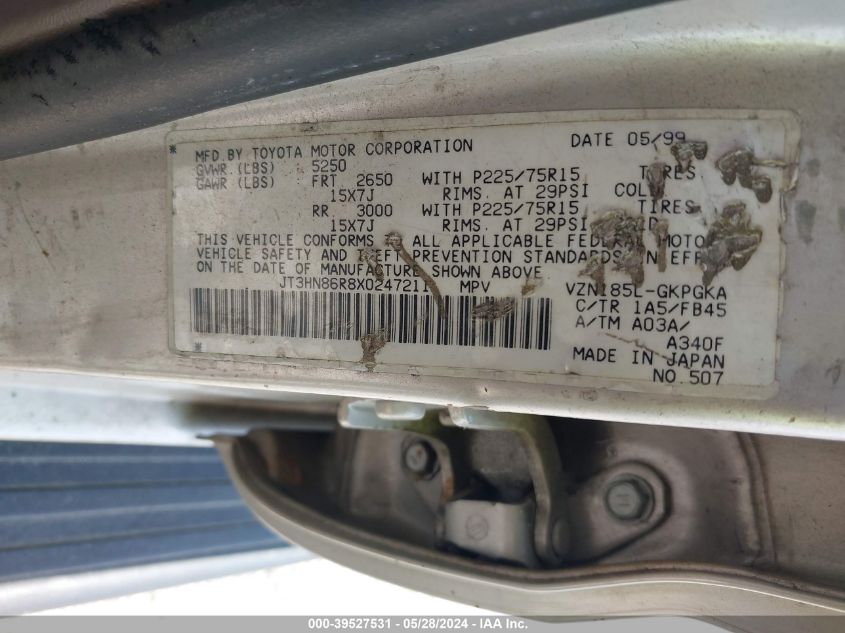 MFD.BY TOYOTA MOTOR CORPORATION DATE 05/99
GVWR.(LBS) 5250
GAWR (LBS) FRT 2650 WITH P225/75R15 TIRES
15X7J RIMS. AT 29PSI COLD
RR 3000 WITH P225/75R15 TIRES
15X7J RIMS. AT 29PSI
THIS VEHICLE CONFORMS TO ALL APPLICABLE FEDERAL MOTOR
VEHICLE SAFETY AND THEFT PREVENTION STANDARDS IN EFFECT
ON THE DATE OF MANUFACTURE SHOWN ABOVE
JT3HN86R8X0247211 MPV VZN185L-GKPGKA
C/TR 1A5/FB45
A/TM A03A/
A340F
MADE IN JAPAN
NO.507
000-39527531 - 05/28/2024 - IAA Inc.